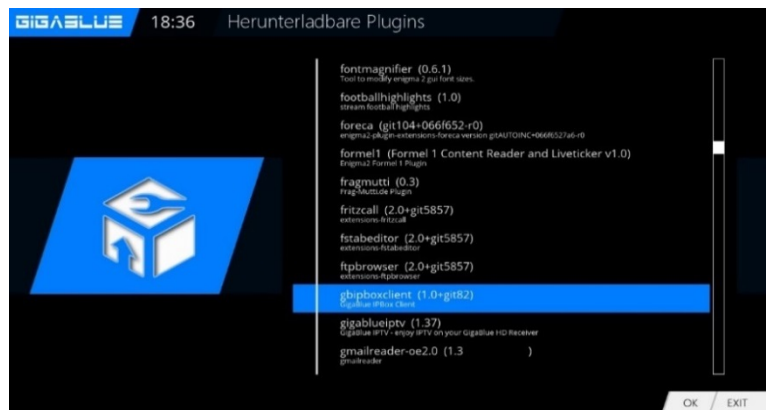 GIGABLUE 18:36 Herunterladbare Plugins
fontmagnifier (0.6.1)
Tool to modify enigma 2 gui font sizes.
footballhighlights (1.0)
stream football highlights
foreca (git104+066f652-r0)
enigma2-plugin-extensions-foreca version gitAUTOINC+066f6527a6-r0
formel1 (Formel 1 Content Reader and Liveticker v1.0)
Enigma2 Formel 1 Plugin
fragmutti (0.3)
Frag-Mutti.de Plugin
fritzcall (2.0+git5857)
extensions-fritzcall
fstabeditor (2.0+git5857)
extensions-fstabeditor
ftpbrowser (2.0+git5857)
extensions-ftpbrowser
gbipboxclient (1.0+git82)
GigaBlue IPBox Client
gigablueiptv (1.37)
GigaBlue IPTV - enjoy IPTV on your GigaBlue HD Receiver
gmailreader-oe2.0 (1.3 )
gmailreader
OK EXIT